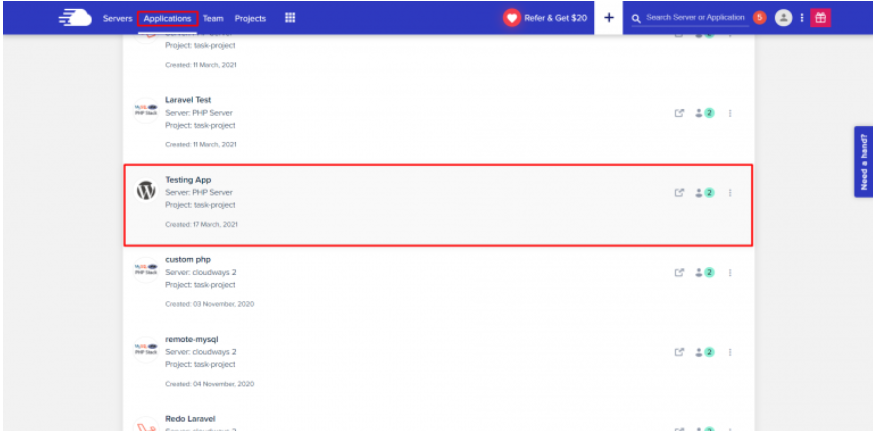 Servers Applications Team Projects Refer & Get $20 + Search Server or Application 5
Project: task-project
Created: 11 March, 2021
Laravel Test
Server: PHP Server
Project: task-project
2
Created: 11 March, 2021
Testing App
Server: PHP Server
Project: task-project
2
Created: 17 March, 2021
custom php
Server: cloudways 2
Project: task-project
2
Created: 03 November, 2020
remote-mysql
Server: cloudways 2
Project: task-project
2
Created: 04 November, 2020
Redo Laravel
Need a hand?